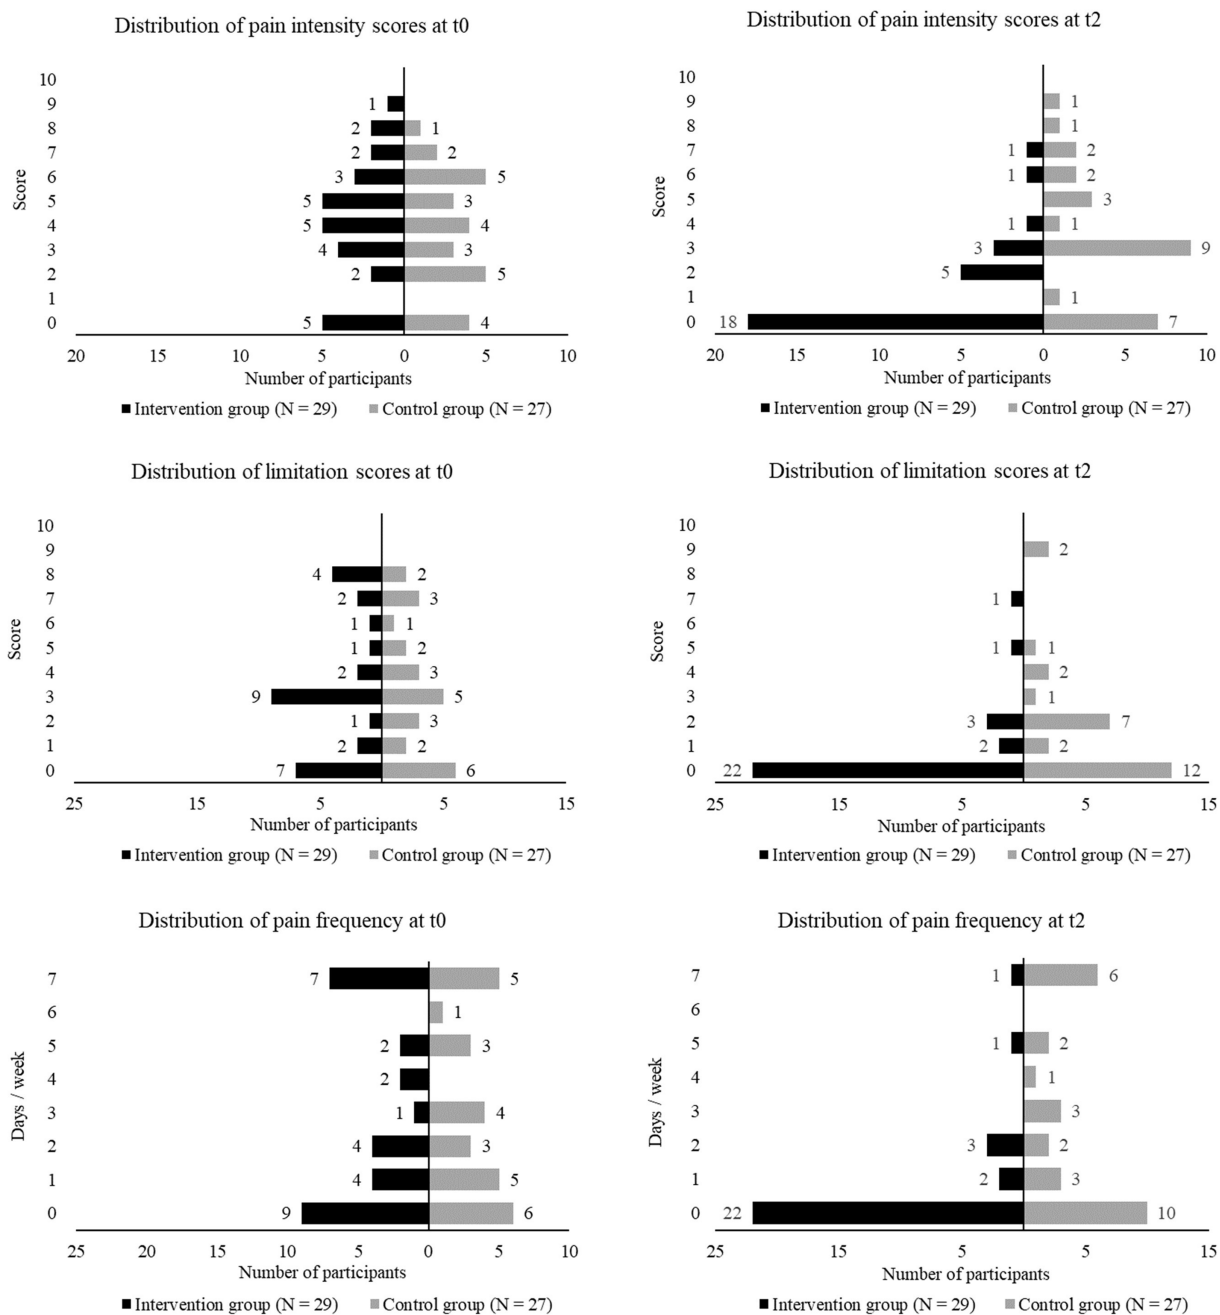 Distribution of pain intensity scores at t0
10
9 1
8 2 1
7 2 2
6 3 5
5 5 3
4 5 4
3 4 3
2 2 5
1
0 5 4
Score
20 15 10 5 0 5 10
Number of participants
Intervention group (N = 29) Control group (N = 27)
Distribution of pain intensity scores at t2
10
9 1
8 1
7 1 2
6 1 2
5 3
4 1 1
3 3 9
2 5
1 1
0 18 7
Score
20 15 10 5 0 5 10
Number of participants
Intervention group (N = 29) Control group (N = 27)
Distribution of limitation scores at t0
10
9
8 4 2
7 2 3
6 1 1
5 1 2
4 2 3
3 9 5
2 1 3
1 2 2
0 7 6
Score
25 15 5 5 15
Number of participants
Intervention group (N = 29) Control group (N = 27)
Distribution of limitation scores at t2
10
9 2
8
7 1
6
5 1 1
4 2
3 1
2 3 7
1 2 2
0 22 12
Score
25 15 5 5 15
Number of participants
Intervention group (N = 29) Control group (N = 27)
Distribution of pain frequency at t0
7 7 5
6 1
5 2 3
4 2
3 1 4
2 4 3
1 4 5
0 9 6
Days / week
25 20 15 10 5 0 5 10
Number of participants
Intervention group (N = 29) Control group (N = 27)
Distribution of pain frequency at t2
7 1 6
6
5 1 2
4 1
3 3
2 3 2
1 2 3
0 22 10
Days / week
25 15 5 5 15
Number of participants
Intervention group (N = 29) Control group (N = 27)